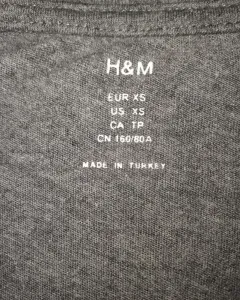 H&M
EUR XS
US XS
CA TP
CN 160/80A
MADE IN TURKEY